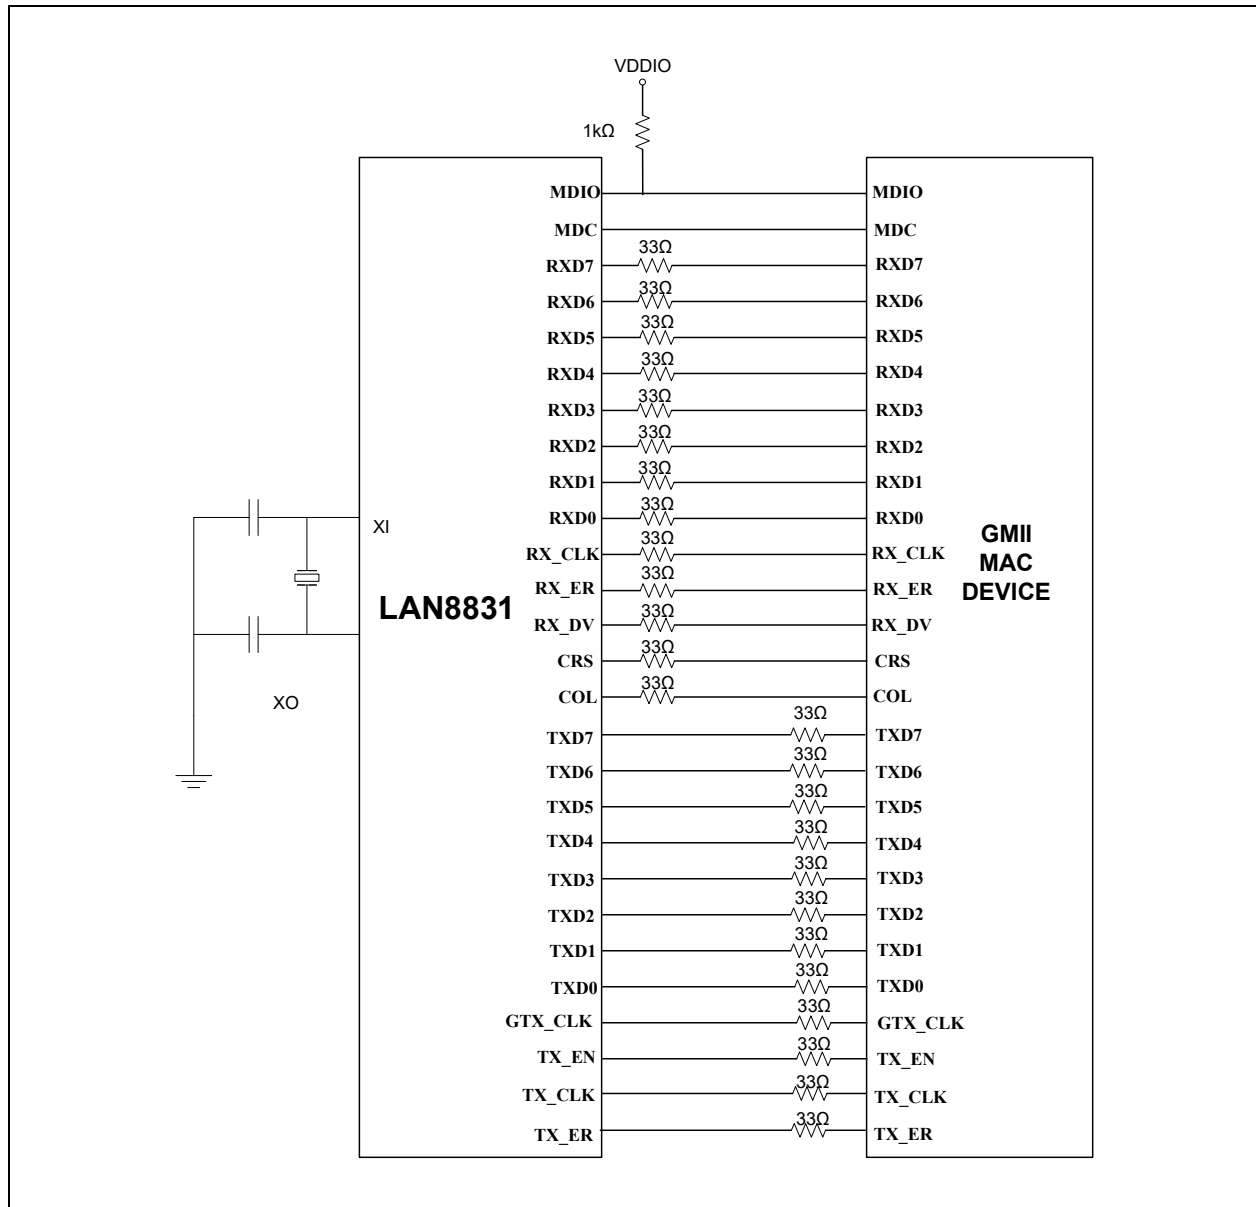 VDDIO
1kΩ
MDIO MDIO
MDC MDC
33Ω
RXD7 RXD7
33Ω
RXD6 RXD6
33Ω
RXD5 RXD5
33Ω
RXD4 RXD4
33Ω
RXD3 RXD3
33Ω
RXD2 RXD2
33Ω
RXD1 RXD1
33Ω
RXD0 RXD0
XI
33Ω
RX_CLK RX_CLK
33Ω
RX_ER RX_ER
GMII
MAC
DEVICE
LAN8831
33Ω
RX_DV RX_DV
33Ω
CRS CRS
33Ω
COL COL
XO
33Ω
TXD7 TXD7
33Ω
TXD6 TXD6
33Ω
TXD5 TXD5
33Ω
TXD4 TXD4
33Ω
TXD3 TXD3
33Ω
TXD2 TXD2
33Ω
TXD1 TXD1
33Ω
TXD0 TXD0
33Ω
GTX_CLK GTX_CLK
33Ω
TX_EN TX_EN
33Ω
TX_CLK TX_CLK
33Ω
TX_ER TX_ER